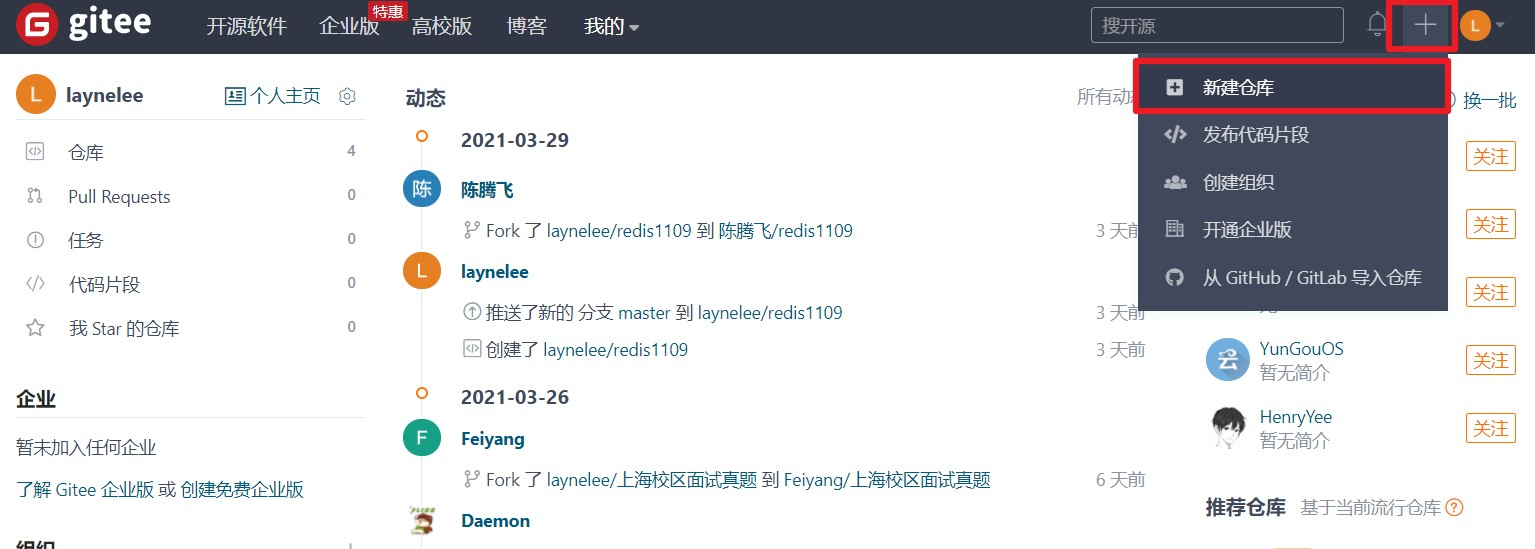 gitee 开源软件 企业版 特惠 高校版 博客 我的 搜开源 L
L laynelee 个人主页
仓库 4
Pull Requests 0
任务 0
代码片段 0
我 Star 的仓库 0
企业
暂未加入任何企业
了解 Gitee 企业版 或 创建免费企业版
动态 所有动
2021-03-29
陈 陈腾飞
Fork 了 laynelee/redis1109 到 陈腾飞/redis1109 3 天前
L laynelee
推送了新的 分支 master 到 laynelee/redis1109 3 天前
创建了 laynelee/redis1109 3 天前
2021-03-26
F Feiyang
Fork 了 laynelee/上海校区面试真题 到 Feiyang/上海校区面试真题 6 天前
Daemon
新建仓库
发布代码片段
创建组织
开通企业版
从 GitHub / GitLab 导入仓库
换一批
关注
关注
关注
云 YunGouOS
暂无简介
关注
HenryYee
暂无简介
关注
推荐仓库 基于当前流行仓库